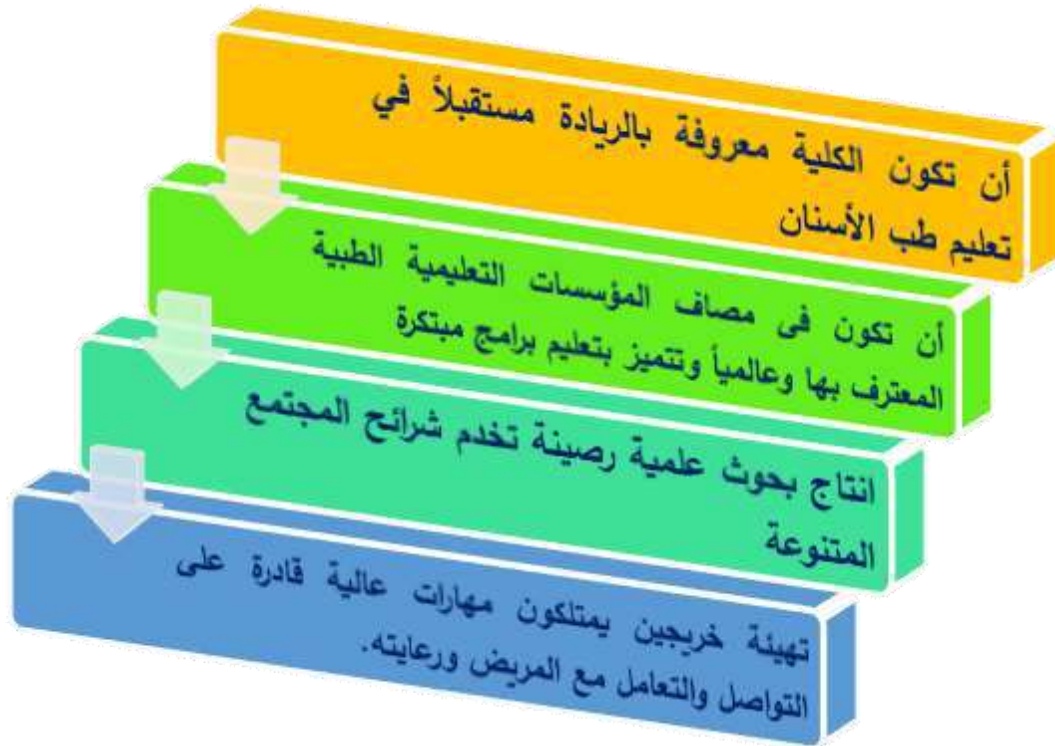 أن تكون الكلية معروفة بالريادة مستقبلاً في
تعليم طب الأسنان
أن تكون فى مصاف المؤسسات التعليمية الطبية
المعترف بها وعالمياً وتتميز بتعليم برامج مبتكرة
انتاج بحوث علمية رصينة تخدم شرائح المجتمع
المتنوعة
تهيئة خريجين يمتلكون مهارات عالية قادرة على
التواصل والتعامل مع المريض ورعايته.